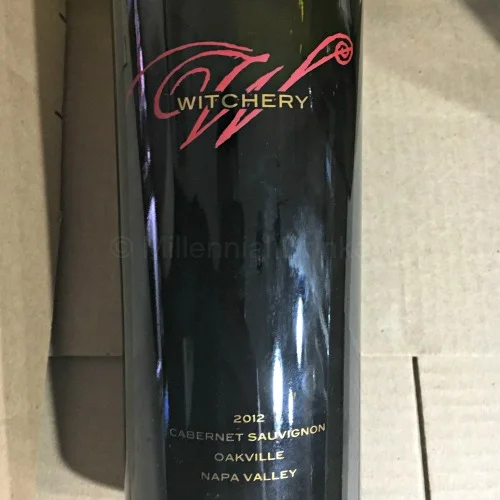 W
WITCHERY
2012
CABERNET SAUVIGNON
OAKVILLE
NAPA VALLEY